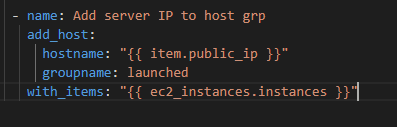 - name: Add server IP to host grp
  add_host:
    hostname: "{{ item.public_ip }}"
    groupname: launched
  with_items: "{{ ec2_instances.instances }}"